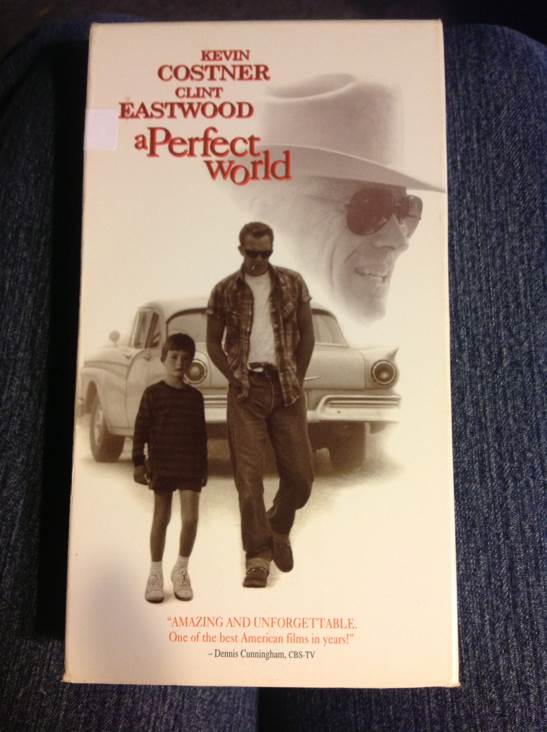 KEVIN
COSTNER
CLINT
EASTWOOD
a Perfect
world
"AMAZING AND UNFORGETTABLE.
One of the best American films in years!"
– Dennis Cunningham, CBS-TV